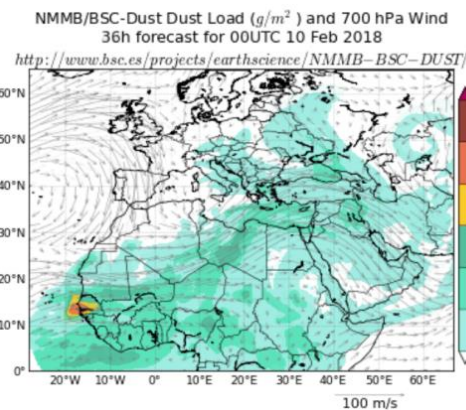 NMMB/BSC-Dust Dust Load (g/m² ) and 700 hPa Wind
36h forecast for 00UTC 10 Feb 2018
http://www.bsc.es/projects/earthscience/NMMB−BSC−DUST/
60°N
50°N
40°N
30°N
20°N
10°N
0°
20°W 10°W 0° 10°E 20°E 30°E 40°E 50°E 60°E
100 m/s